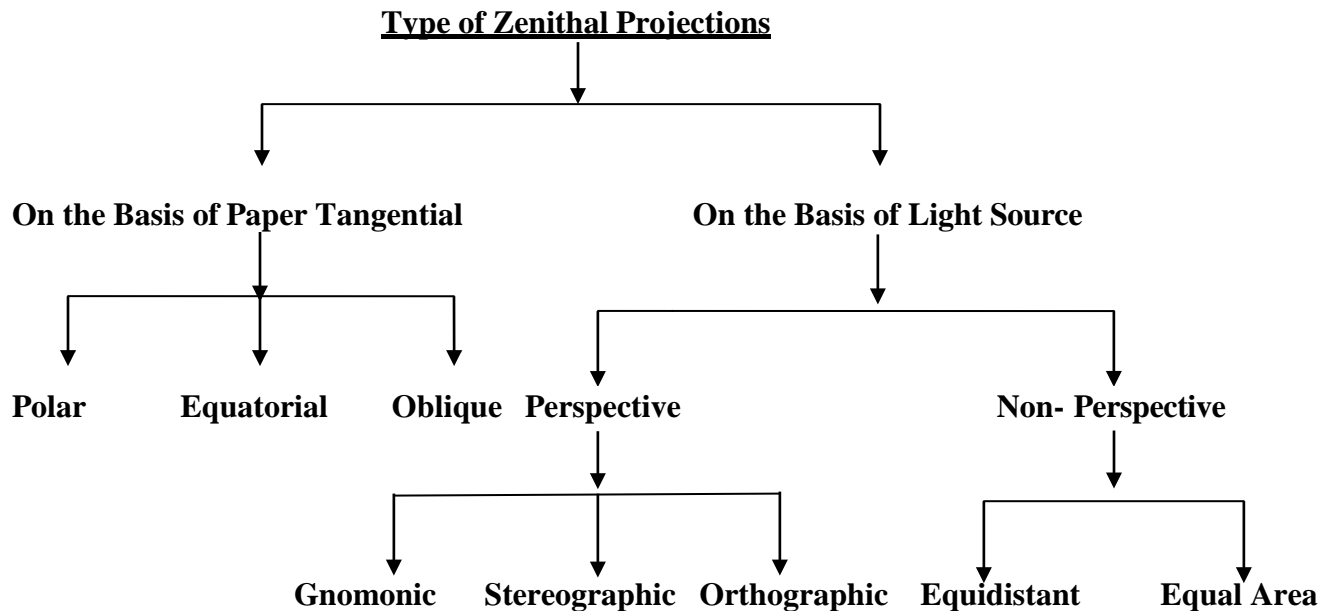 Type of Zenithal Projections
On the Basis of Paper Tangential On the Basis of Light Source
Polar Equatorial Oblique Perspective Non- Perspective
Gnomonic Stereographic Orthographic Equidistant Equal Area